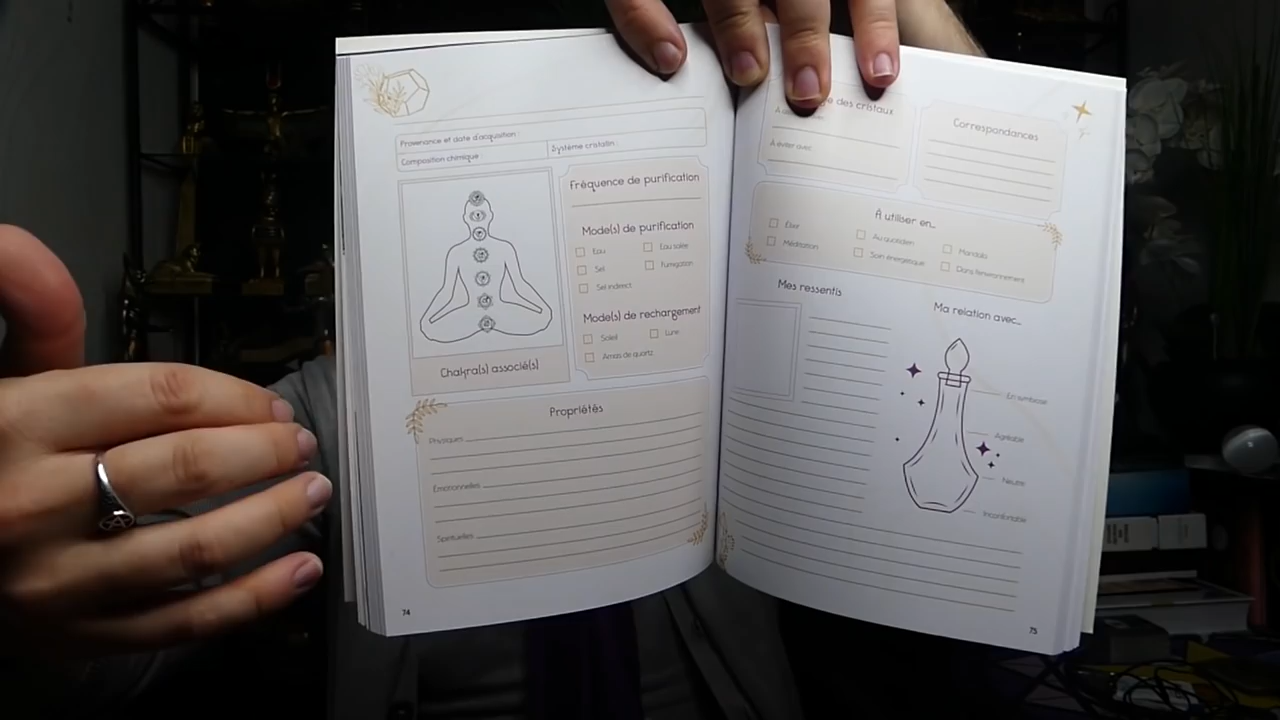 Provenance et date d'acquisition :
Composition chimique :
Système cristallin :
Chakra(s) associé(s)
Fréquence de purification
Mode(s) de purification
Eau
Eau salée
Sel
Fumigation
Sel indirect
Mode(s) de rechargement
Soleil
Lune
Amas de quartz
Propriétés
Physiques
Émotionnelles
Spirituelles
74
des cristaux
À éviter avec
Correspondances
À utiliser en...
Élixir
Au quotidien
Mandala
Méditation
Soin énergétique
Dans l'environnement
Mes ressentis
Ma relation avec...
En symbiose
Agréable
Neutre
Inconfortable
75